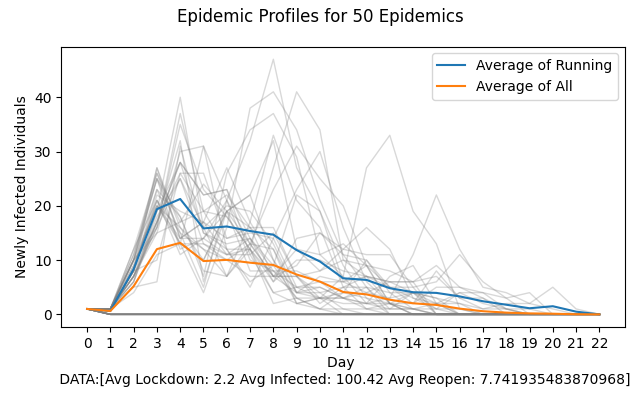 Epidemic Profiles for 50 Epidemics
Average of Running
Average of All
Newly Infected Individuals
40
30
20
10
0
0 1 2 3 4 5 6 7 8 9 10 11 12 13 14 15 16 17 18 19 20 21 22
Day
DATA:[Avg Lockdown: 2.2 Avg Infected: 100.42 Avg Reopen: 7.741935483870968]